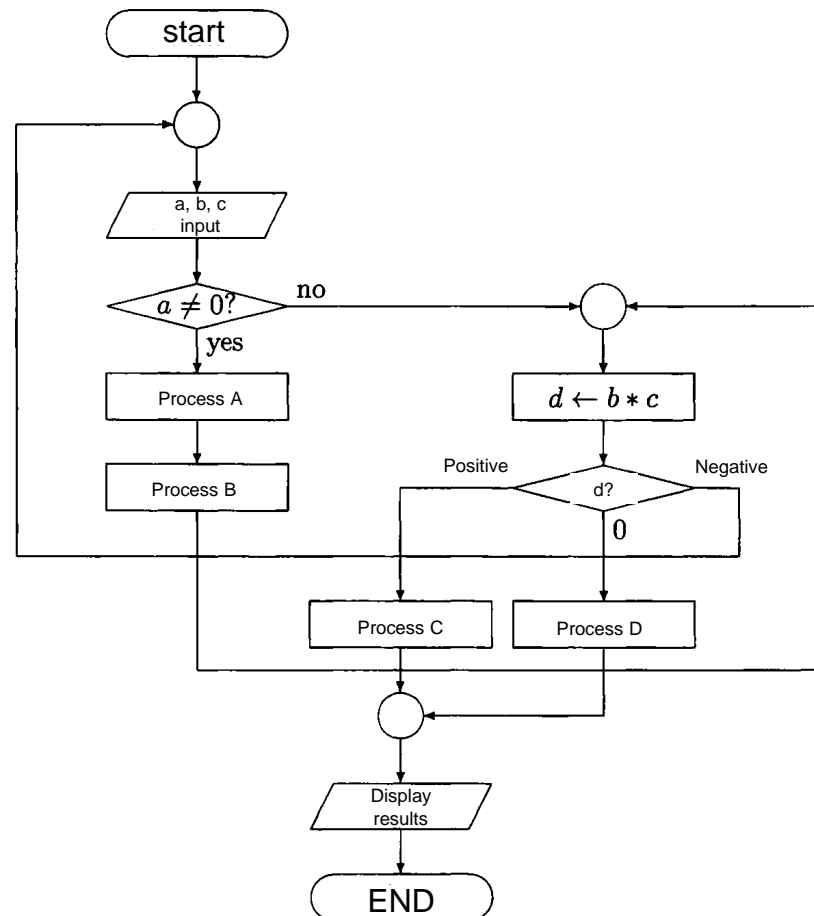 start
a, b, c
input
a ≠ 0?
no
yes
Process A
d ← b * c
Positive
Negative
Process B
d?
0
Process C
Process D
Display
results
END